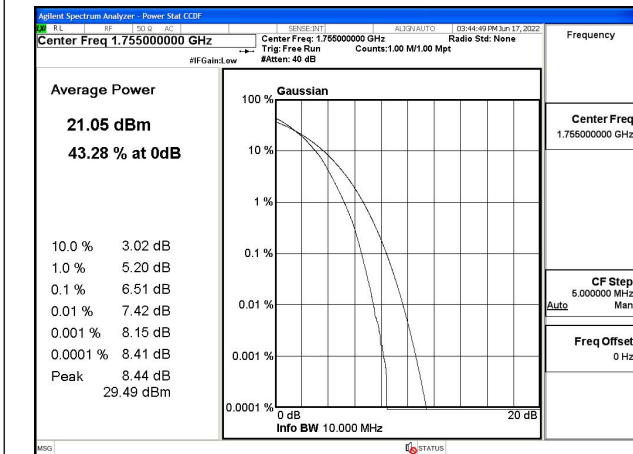 Agilent Spectrum Analyzer - Power Stat CCDF
RL RF 50 Ω AC SENSE:INT ALIGN AUTO 03:44:49 PM Jun 17, 2022
Center Freq 1.755000000 GHz
Center Freq: 1.755000000 GHz Radio Std: None
Trig: Free Run Counts:1.00 M/1.00 Mpt
#IFGain:Low #Atten: 40 dB
Frequency
Average Power
21.05 dBm
43.28 % at 0dB
10.0 % 3.02 dB
1.0 % 5.20 dB
0.1 % 6.51 dB
0.01 % 7.42 dB
0.001 % 8.15 dB
0.0001 % 8.41 dB
Peak 8.44 dB
29.49 dBm
Gaussian
100 %
10 %
1 %
0.1 %
0.01 %
0.001 %
0.0001 %
0 dB 20 dB
Info BW 10.000 MHz
Center Freq
1.755000000 GHz
CF Step
5.000000 MHz
Auto Man
Freq Offset
0 Hz
MSG STATUS